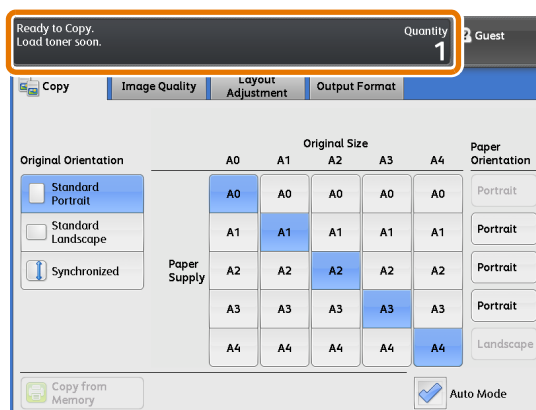 Ready to Copy.
Load toner soon.
Quantity
1
Guest
Copy
Image Quality
Layout
Adjustment
Output Format
Original Size
Original Orientation
A0 A1 A2 A3 A4
Paper
Orientation
Standard
Portrait
A0 A0 A0 A0 A0
Portrait
Standard
Landscape
A1 A1 A1 A1 A1
Portrait
Synchronized
Paper
Supply
A2 A2 A2 A2 A2
Portrait
A3 A3 A3 A3 A3
Portrait
A4 A4 A4 A4 A4
Landscape
Copy from
Memory
Auto Mode